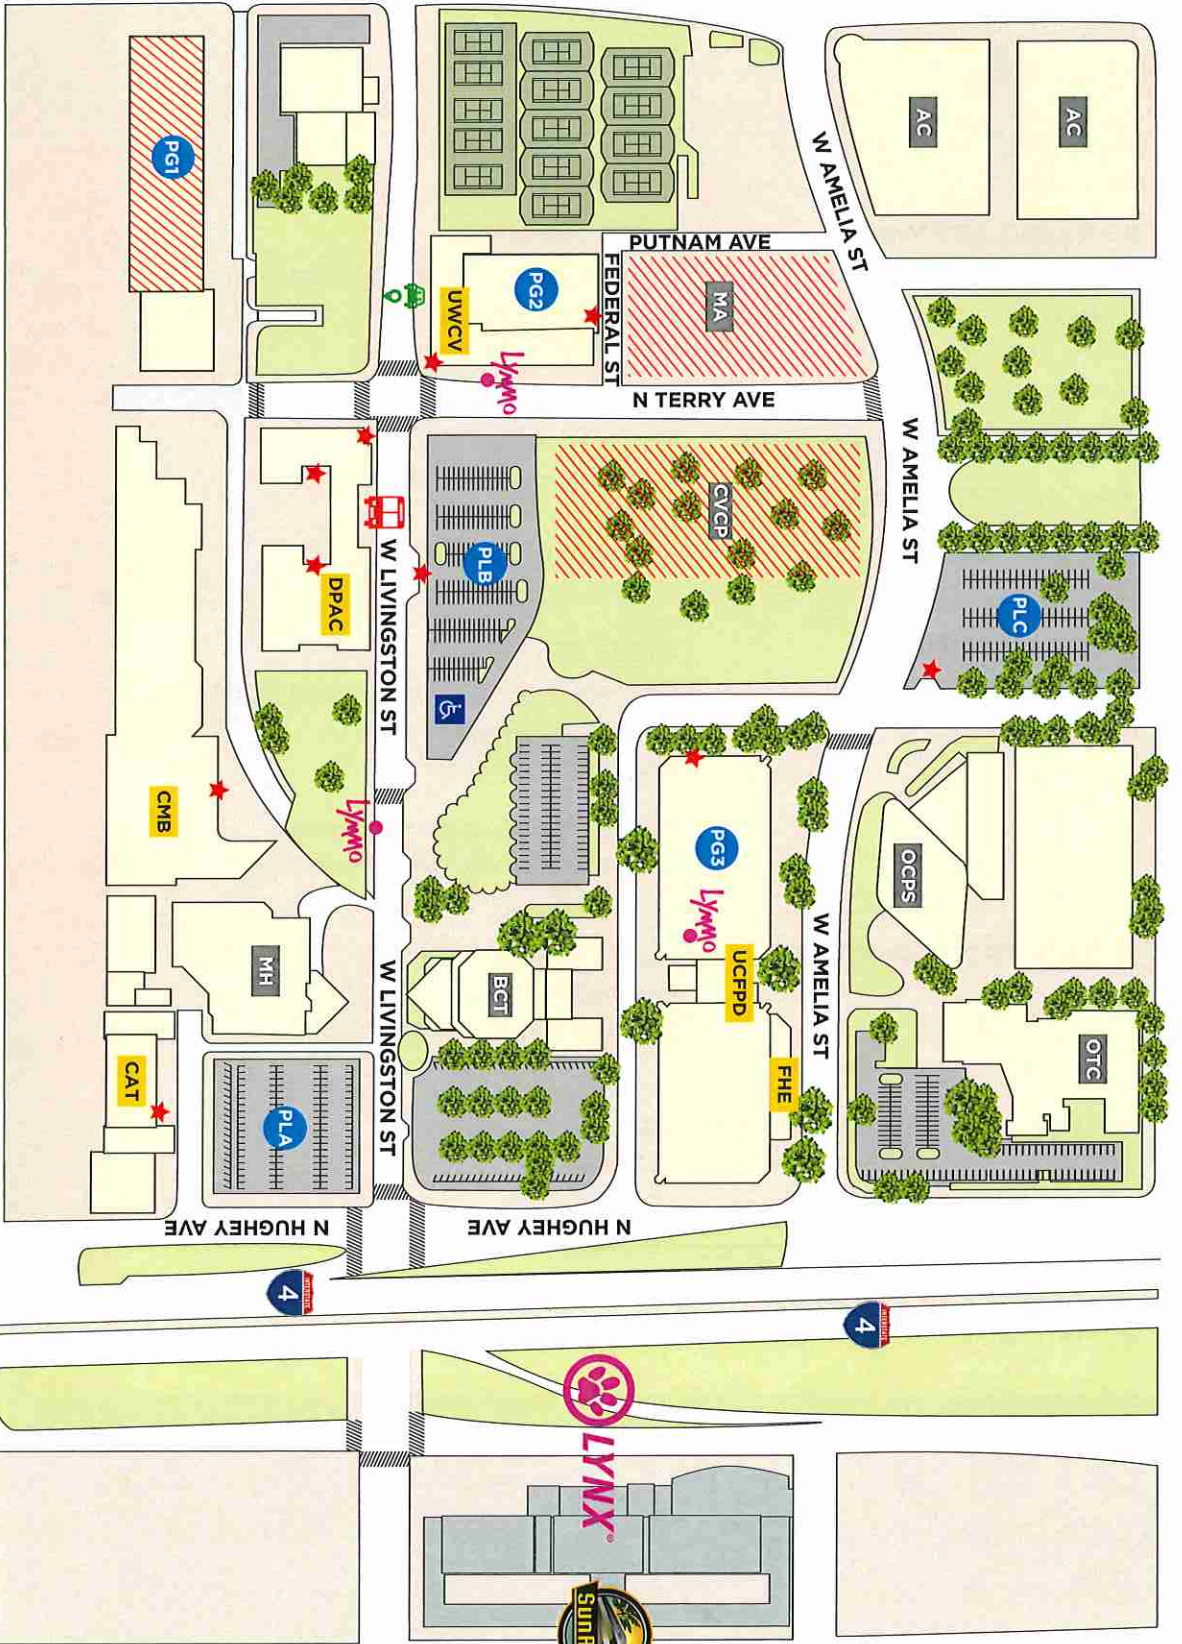 AC
AC
W AMELIA ST
PG1
PUTNAM AVE
FEDERAL ST
MA
PG2
UWCV
Lymmo
N TERRY AVE
W AMELIA ST
CVCP
PLB
PLC
DPAC
W LIVINGSTON ST
CMB
Lymmo
PG3
Lymmo
OCPS
UCFPD
W AMELIA ST
FHE
OTC
BCT
MH
W LIVINGSTON ST
CAT
PLA
N HUGHEY AVE
N HUGHEY AVE
INTERSTATE
4
INTERSTATE
4
LYNX®